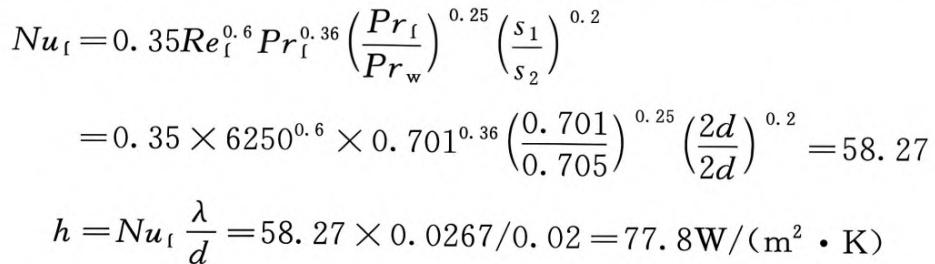 Nu_f = 0.35Re_f^{0.6} Pr_f^{0.36} (Pr_f/Pr_w)^{0.25} (s_1/s_2)^{0.2}
= 0.35 × 6250^{0.6} × 0.701^{0.36} (0.701/0.705)^{0.25} (2d/2d)^{0.2} = 58.27
h = Nu_f λ/d = 58.27 × 0.0267/0.02 = 77.8W/(m² · K)